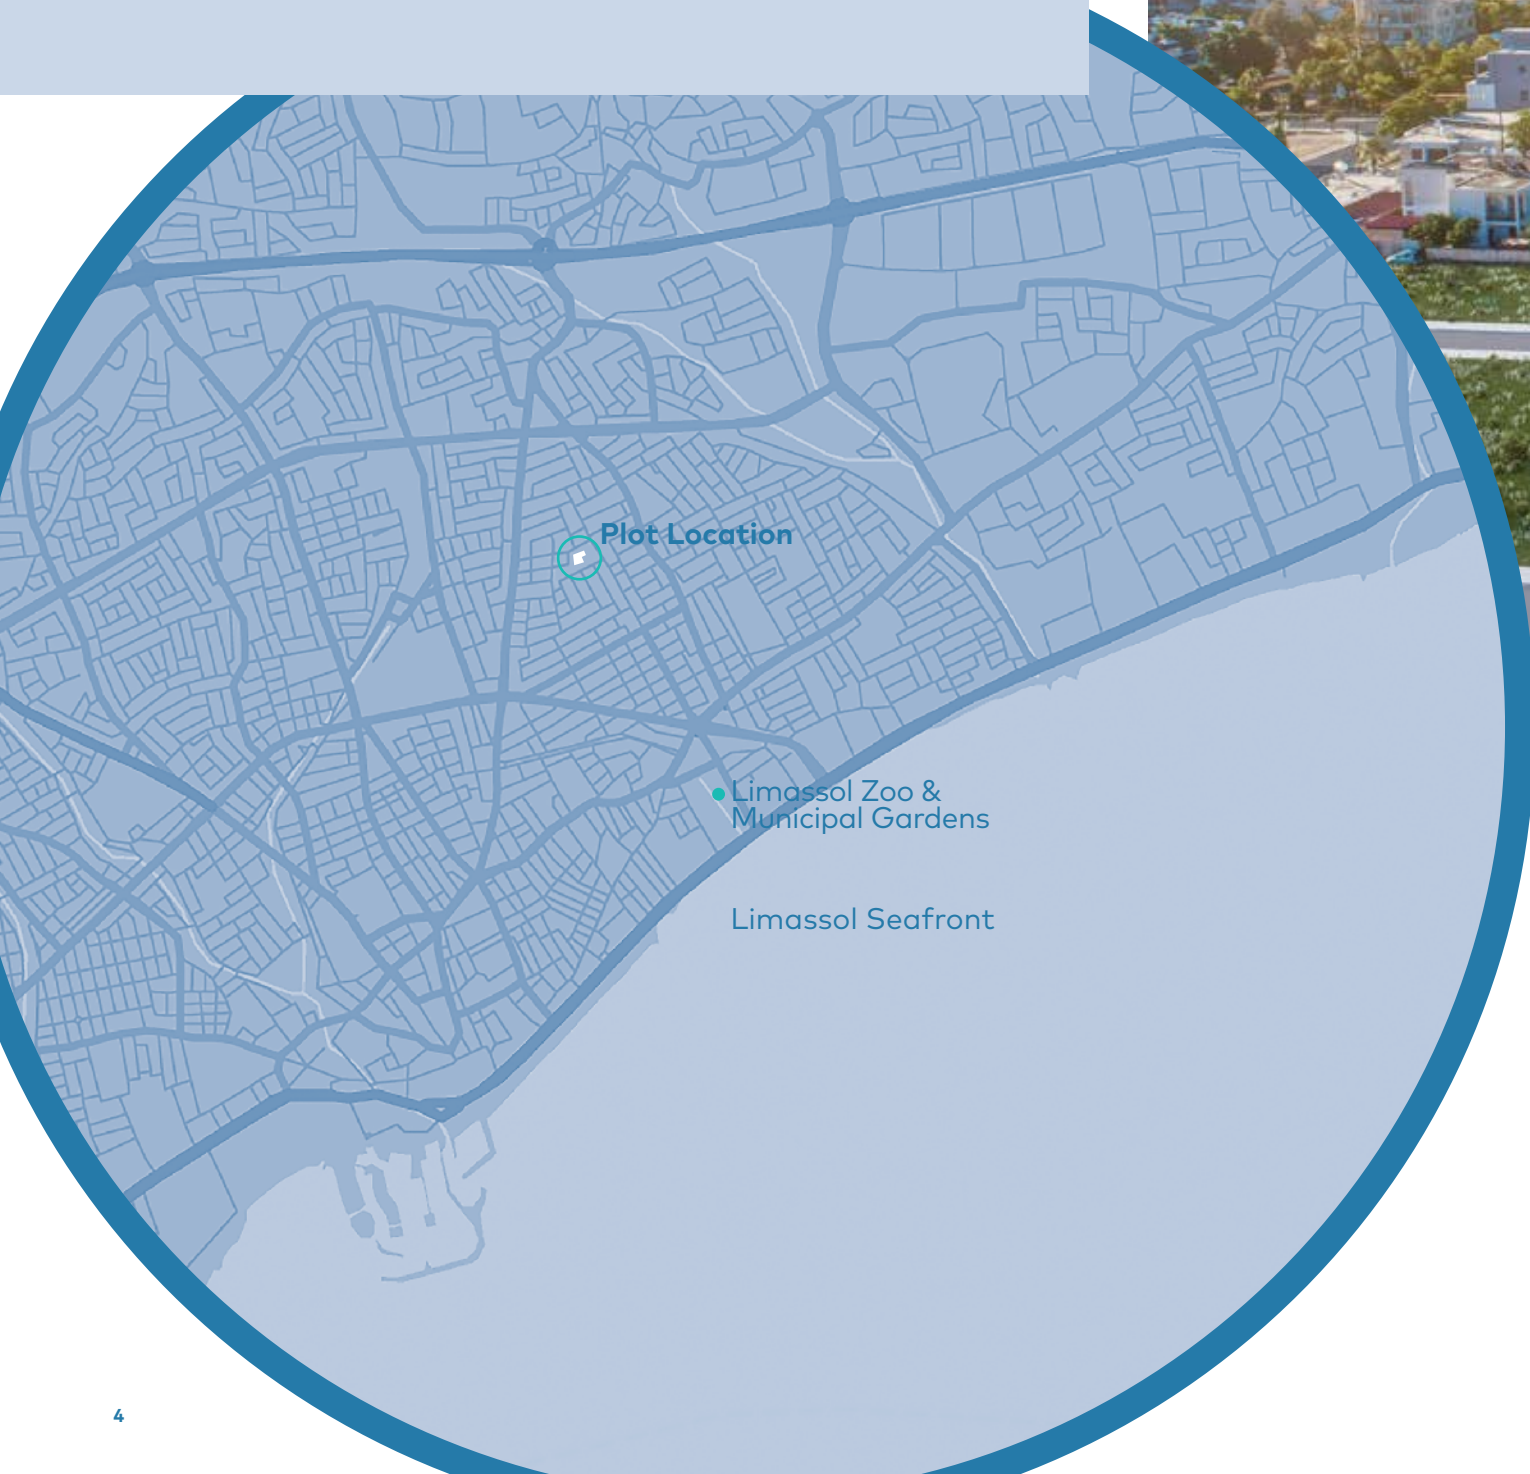 Plot Location
Limassol Zoo &
Municipal Gardens
Limassol Seafront
4